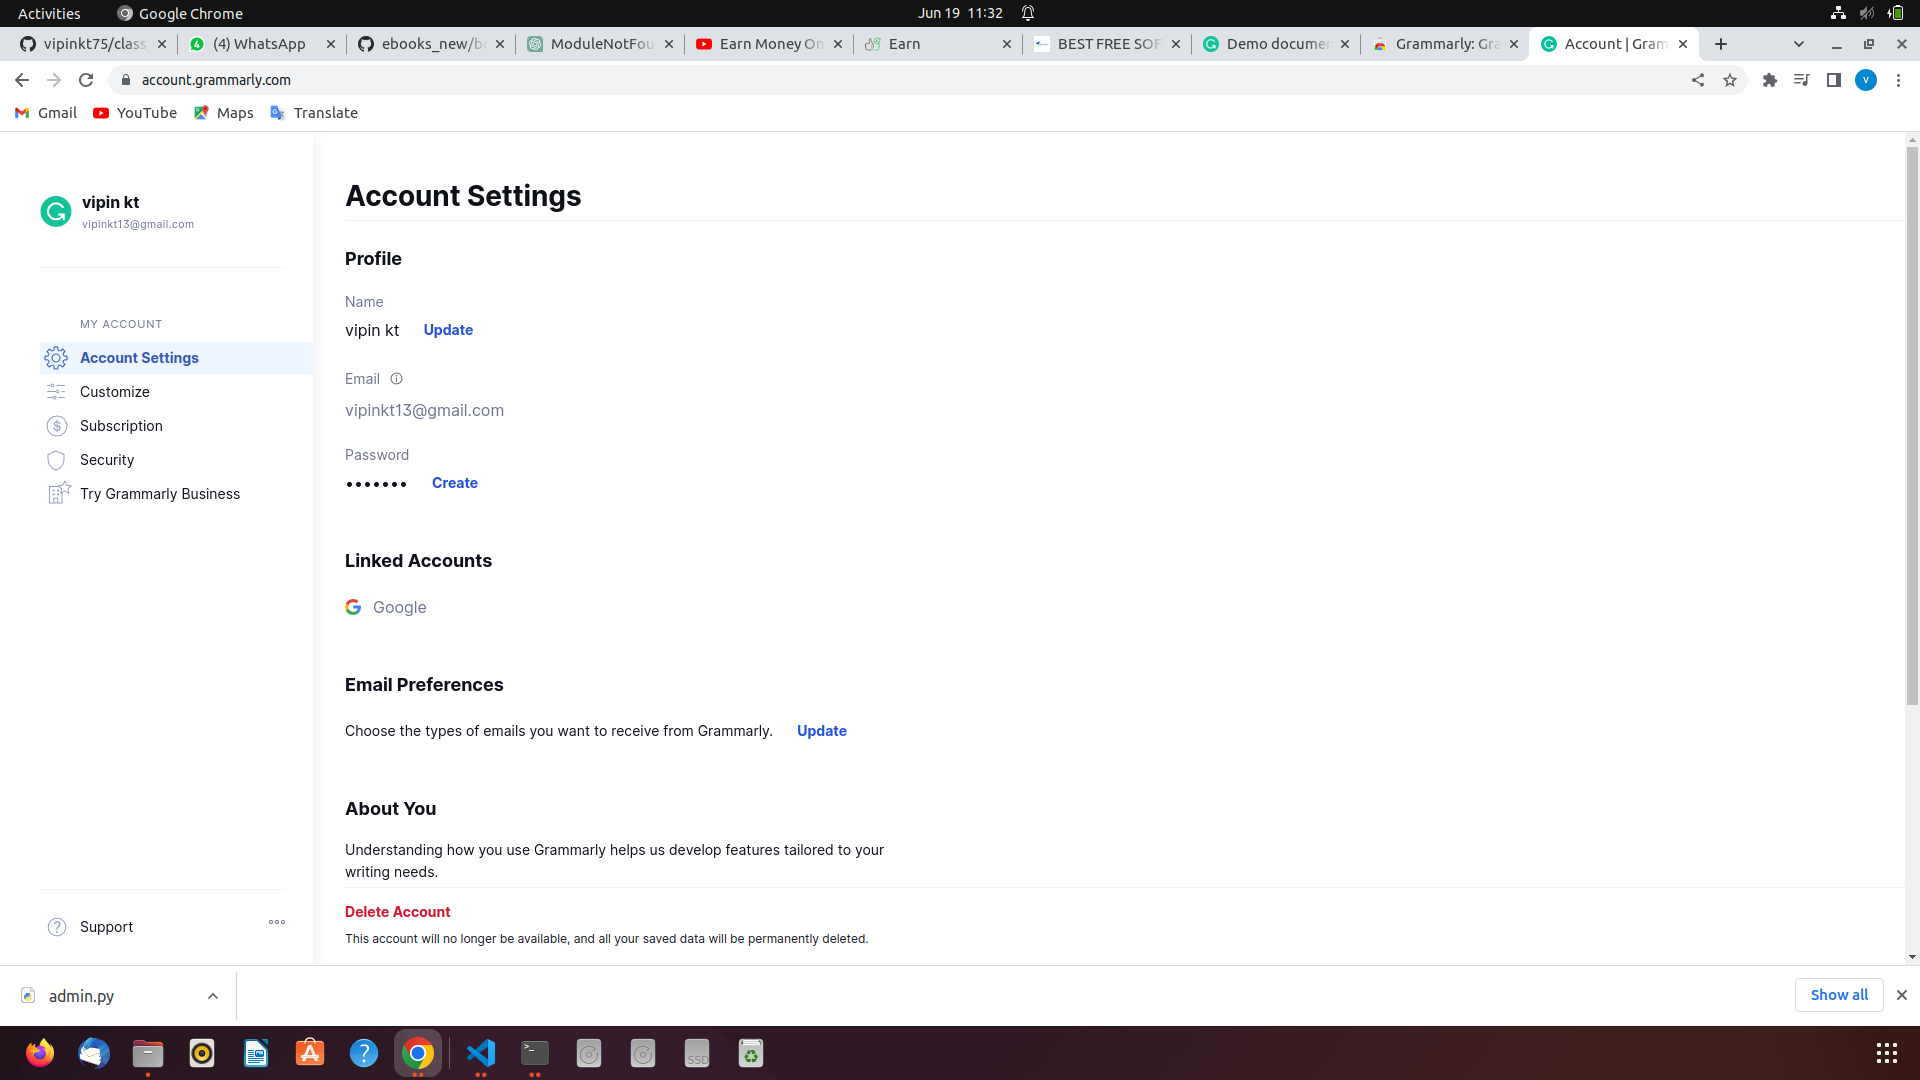 Activities
Google Chrome
Jun 19 11:32
vipinkt75/class
(4) WhatsApp
ebooks_new/b
ModuleNotFou
Earn Money On
Earn
BEST FREE SOF
Demo documen
Grammarly: Gra
Account | Gram
account.grammarly.com
V
Gmail
YouTube
Maps
Translate
vipin kt
vipinkt13@gmail.com
MY ACCOUNT
Account Settings
Customize
Subscription
Security
Try Grammarly Business
Support
Account Settings
Profile
Name
vipin kt Update
Email
vipinkt13@gmail.com
Password
••••••• Create
Linked Accounts
Google
Email Preferences
Choose the types of emails you want to receive from Grammarly. Update
About You
Understanding how you use Grammarly helps us develop features tailored to your
writing needs.
Delete Account
This account will no longer be available, and all your saved data will be permanently deleted.
admin.py
Show all
SSD